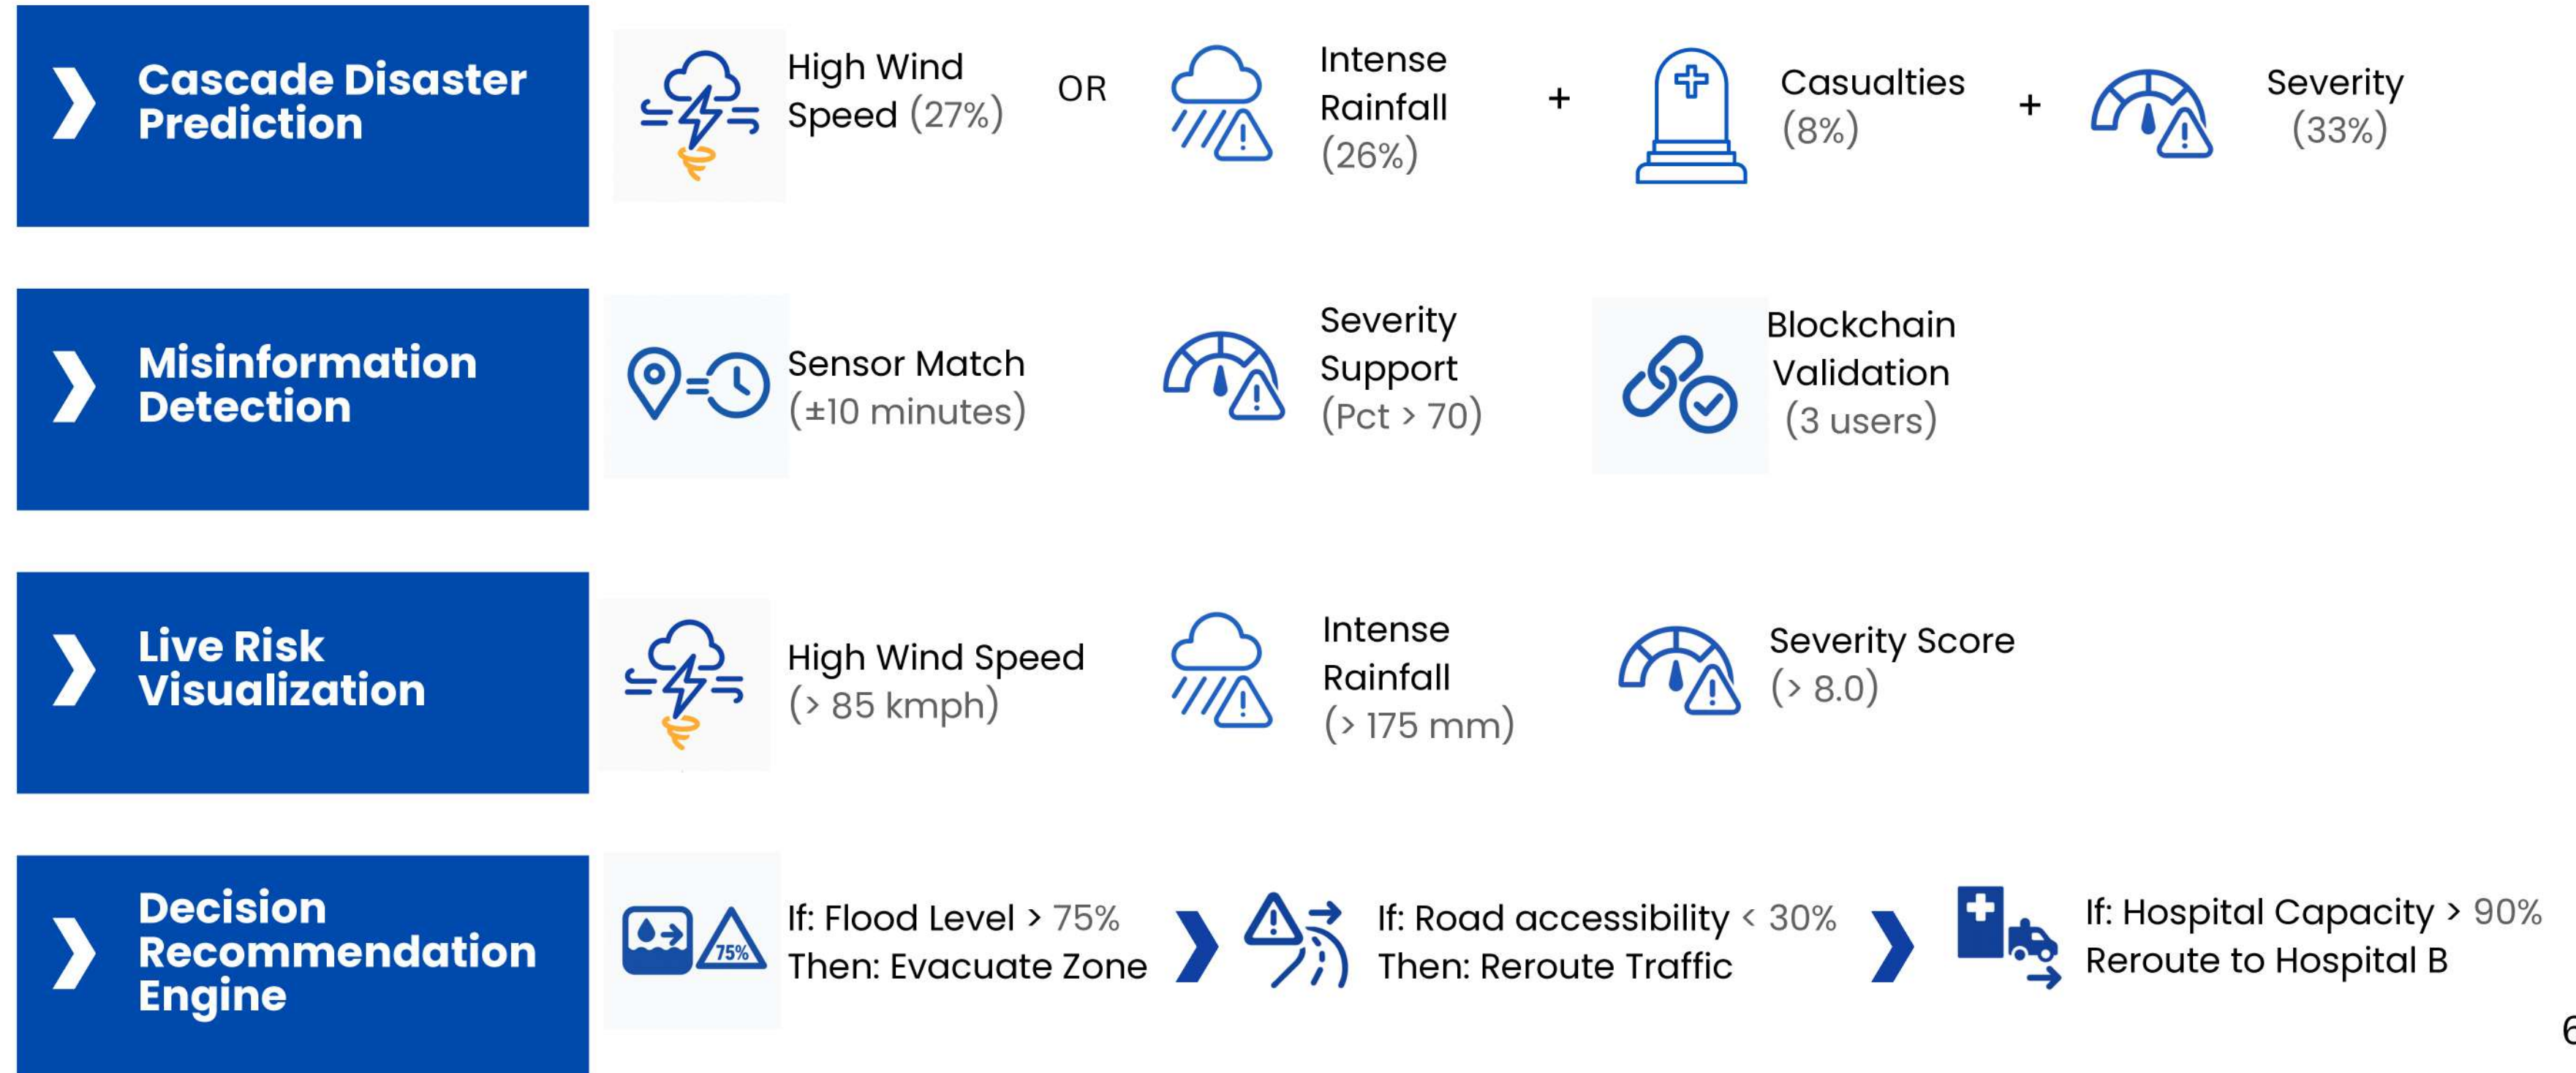 Cascade Disaster
Prediction
High Wind
Speed (27%)
OR
Intense
Rainfall
(26%)
+
Casualties
(8%)
+
Severity
(33%)
Misinformation
Detection
Sensor Match
(±10 minutes)
Severity
Support
(Pct > 70)
Blockchain
Validation
(3 users)
Live Risk
Visualization
High Wind Speed
(> 85 kmph)
Intense
Rainfall
(> 175 mm)
Severity Score
(> 8.0)
Decision
Recommendation
Engine
75%
If: Flood Level > 75%
Then: Evacuate Zone
If: Road accessibility < 30%
Then: Reroute Traffic
If: Hospital Capacity > 90%
Reroute to Hospital B
6